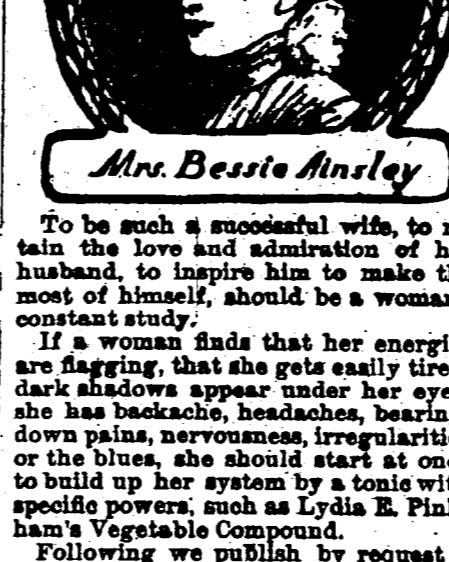 Mrs. Bessie Ainsley
To be such a successful wife, to r
tain the love and admiration of h
husband, to inspire him to make th
most of himself, should be a woman
constant study.
If a woman finds that her energi
are flagging, that she gets easily tire
dark shadows appear under her eye
she has backache, headaches, bearin
down pains, nervousness, irregulariti
or the blues, she should start at onc
to build up her system by a tonic wit
specific powers, such as Lydia E. Pin
ham's Vegetable Compound.
Following we publish by request